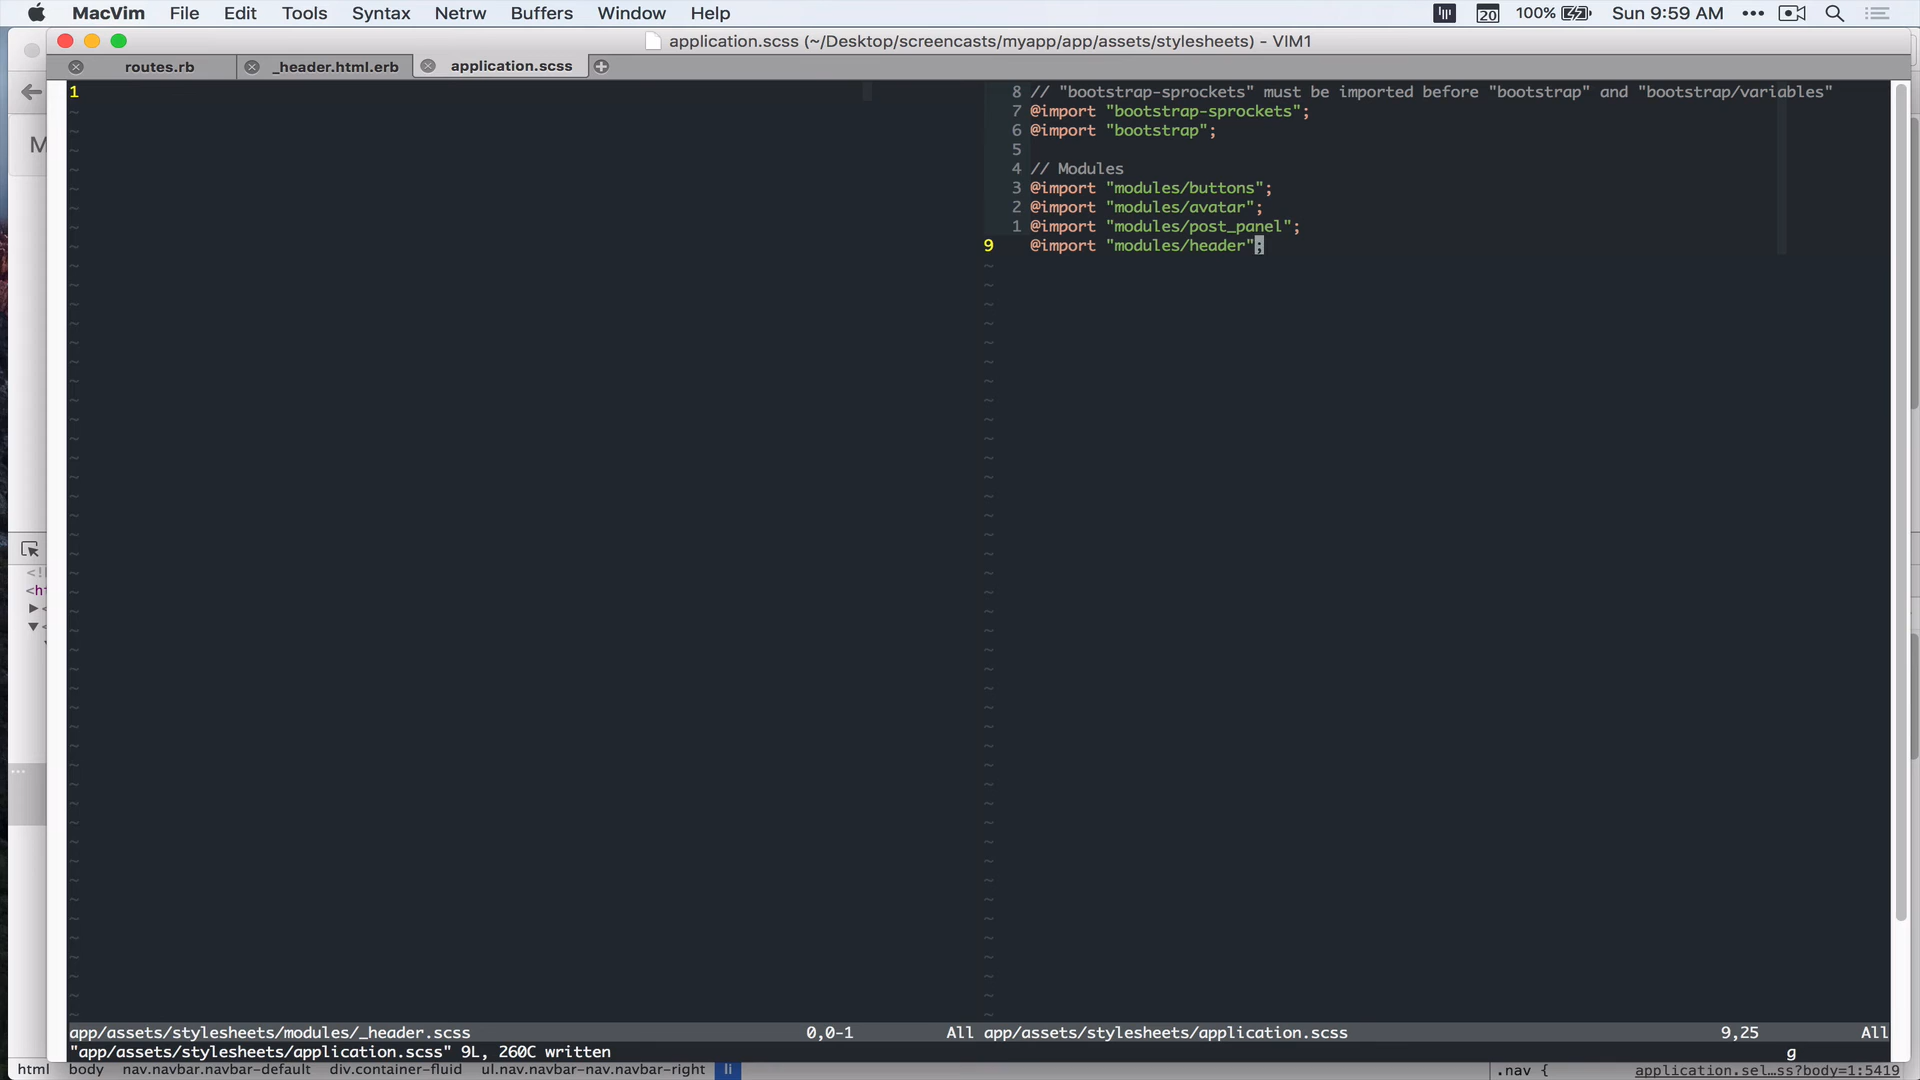 MacVim File Edit Tools Syntax Netrw Buffers Window Help 20 100% Sun 9:59 AM
application.scss (~/Desktop/screencasts/myapp/app/assets/stylesheets) - VIM1
routes.rb _header.html.erb application.scss
1
8 // "bootstrap-sprockets" must be imported before "bootstrap" and "bootstrap/variables"
7 @import "bootstrap-sprockets";
6 @import "bootstrap";
5
4 // Modules
3 @import "modules/buttons";
2 @import "modules/avatar";
1 @import "modules/post_panel";
9 @import "modules/header";
M
<!
<ht
app/assets/stylesheets/modules/_header.scss 0,0-1 All app/assets/stylesheets/application.scss 9,25 All
"app/assets/stylesheets/application.scss" 9L, 260C written g
html body nav.navbar.navbar-default div.container-fluid ul.nav.navbar-nav.navbar-right li .nav { application.sel…ss?body=1:5419